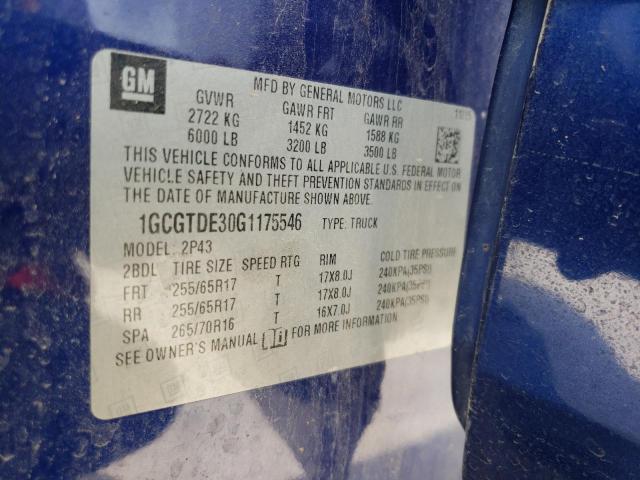 GM
MFD BY GENERAL MOTORS LLC
GVWR GAWR FRT GAWR RR
2722 KG 1452 KG 1588 KG
6000 LB 3200 LB 3500 LB
THIS VEHICLE CONFORMS TO ALL APPLICABLE U.S. FEDERAL MOTOR
VEHICLE SAFETY AND THEFT PREVENTION STANDARDS IN EFFECT ON
THE DATE OF MANUFACTURE SHOWN ABOVE.
1GCGTDE30G1175546 TYPE: TRUCK
MODEL: 2P43
2BDL TIRE SIZE SPEED RTG RIM COLD TIRE PRESSURE
FRT 255/65R17 T 17X8.0J 240KPA(35PSI)
RR 255/65R17 T 17X8.0J 240KPA(35PSI)
SPA 265/70R16 T 16X7.0J 240KPA(35PSI)
SEE OWNER'S MANUAL FOR MORE INFORMATION